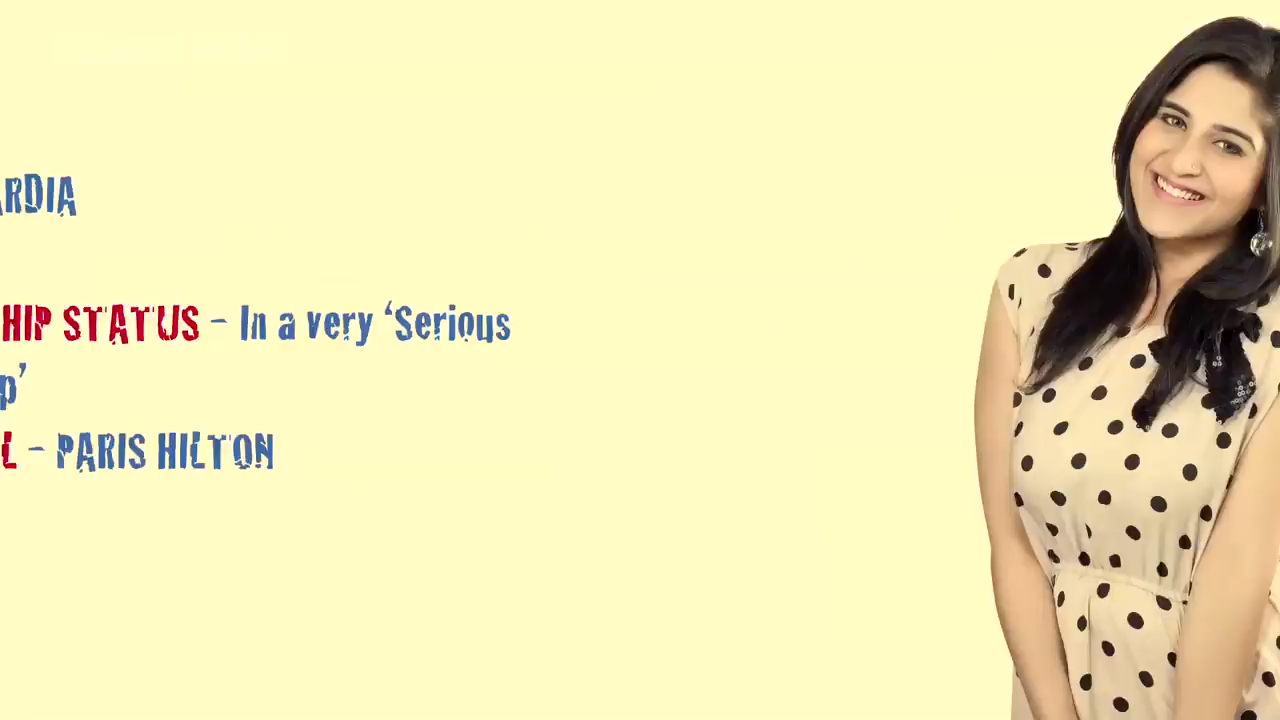 ARDIA
HIP STATUS – In a very ‘Serious
p’
L – PARIS HILTON